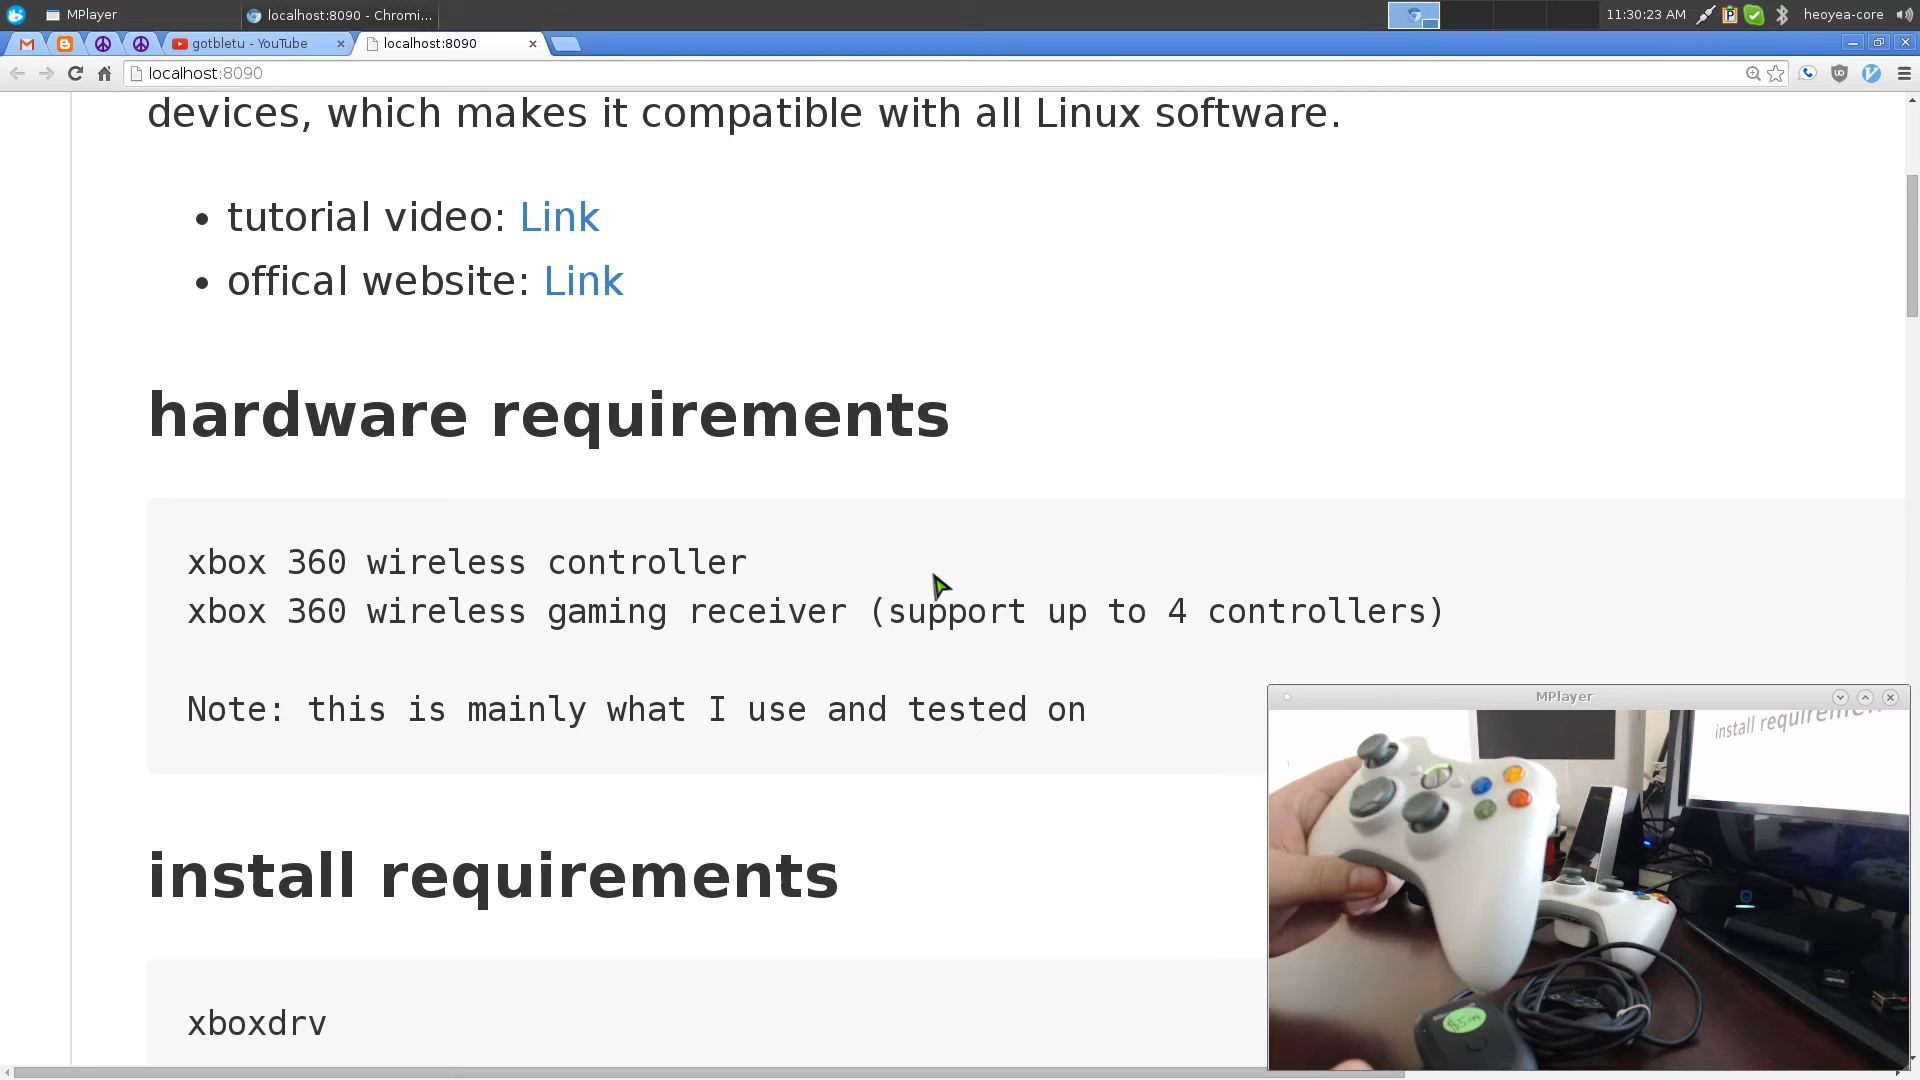 MPlayer
localhost:8090 - Chromi...
11:30:23 AM
heoyea-core
gotbletu - YouTube
localhost:8090
localhost:8090
devices, which makes it compatible with all Linux software.
• tutorial video: Link
• offical website: Link
hardware requirements
xbox 360 wireless controller
xbox 360 wireless gaming receiver (support up to 4 controllers)
Note: this is mainly what I use and tested on
MPlayer
install requirements
install requirements
xboxdrv